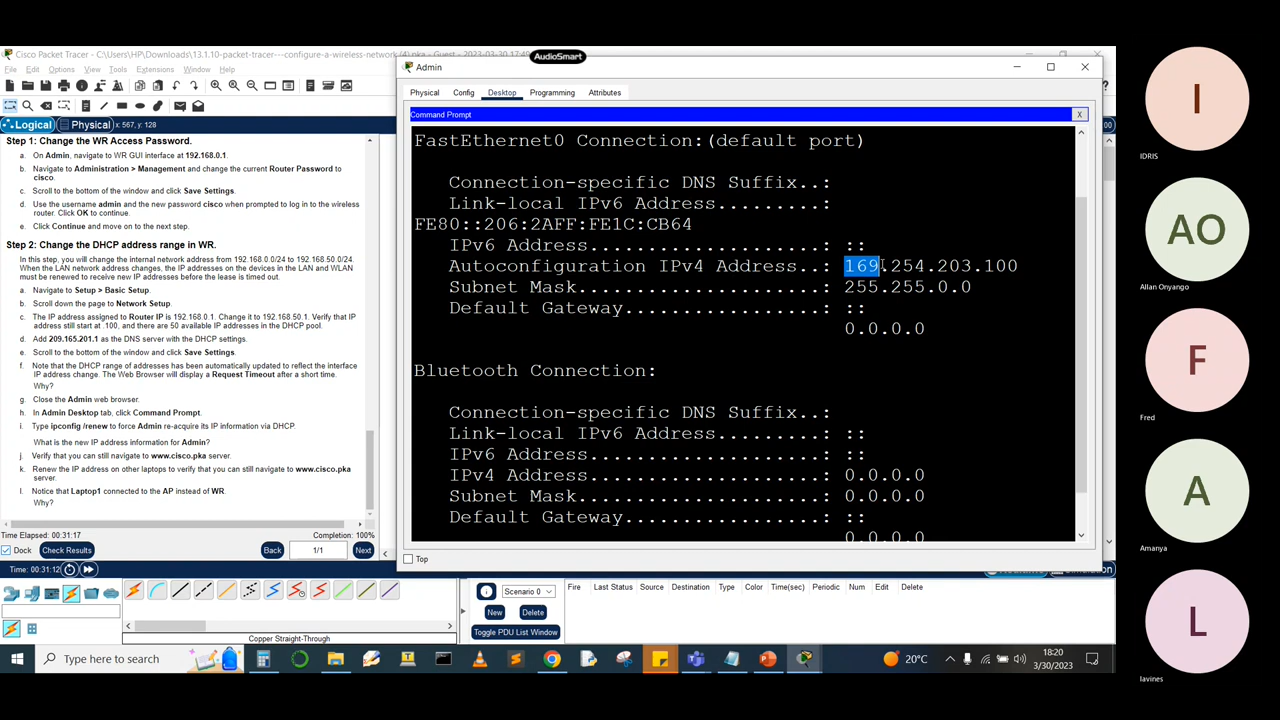 Cisco Packet Tracer - C:\Users\HP\Downloads\13.1.10-packet-tracer---configure-a-wireless-network (4).pka - Guest - 2023-03-30 17:49
AudioSmart
File Edit Options View Tools Extensions Window Help
Admin
Physical Config Desktop Programming Attributes
Logical Physical x: 567, y: 128
Command Prompt X
Step 1: Change the WR Access Password.
a. On Admin, navigate to WR GUI interface at 192.168.0.1.
b. Navigate to Administration > Management and change the current Router Password to
cisco.
c. Scroll to the bottom of the window and click Save Settings.
d. Use the username admin and the new password cisco when prompted to log in to the wireless
router. Click OK to continue.
e. Click Continue and move on to the next step.
Step 2: Change the DHCP address range in WR.
In this step, you will change the internal network address from 192.168.0.0/24 to 192.168.50.0/24.
When the LAN network address changes, the IP addresses on the devices in the LAN and WLAN
must be renewed to receive new IP addresses before the lease is timed out.
a. Navigate to Setup > Basic Setup.
b. Scroll down the page to Network Setup.
c. The IP address assigned to Router IP is 192.168.0.1. Change it to 192.168.50.1. Verify that IP
address still start at .100, and there are 50 available IP addresses in the DHCP pool.
d. Add 209.165.201.1 as the DNS server with the DHCP settings.
e. Scroll to the bottom of the window and click Save Settings.
f. Note that the DHCP range of addresses has been automatically updated to reflect the interface
IP address change. The Web Browser will display a Request Timeout after a short time.
Why?
g. Close the Admin web browser.
h. In Admin Desktop tab, click Command Prompt.
i. Type ipconfig /renew to force Admin re-acquire its IP information via DHCP.
What is the new IP address information for Admin?
j. Verify that you can still navigate to www.cisco.pka server.
k. Renew the IP address on other laptops to verify that you can still navigate to www.cisco.pka
server.
l. Notice that Laptop1 connected to the AP instead of WR.
Why?
Time Elapsed: 00:31:17 Completion: 100%
Dock Check Results Back 1/1 Next
FastEthernet0 Connection:(default port)
Connection-specific DNS Suffix..:
Link-local IPv6 Address.........:
FE80::206:2AFF:FE1C:CB64
IPv6 Address....................: ::
Autoconfiguration IPv4 Address..: 169.254.203.100
Subnet Mask.....................: 255.255.0.0
Default Gateway.................: ::
0.0.0.0
Bluetooth Connection:
Connection-specific DNS Suffix..:
Link-local IPv6 Address.........: ::
IPv6 Address....................: ::
IPv4 Address....................: 0.0.0.0
Subnet Mask.....................: 0.0.0.0
Default Gateway.................: ::
0.0.0.0
Top
Time: 00:31:12
Scenario 0
New Delete
Toggle PDU List Window
Fire Last Status Source Destination Type Color Time(sec) Periodic Num Edit Delete
Copper Straight-Through
Type here to search
20°C
18:20
3/30/2023
I
IDRIS
AO
Allan Onyango
F
Fred
A
Amanya
L
lavines